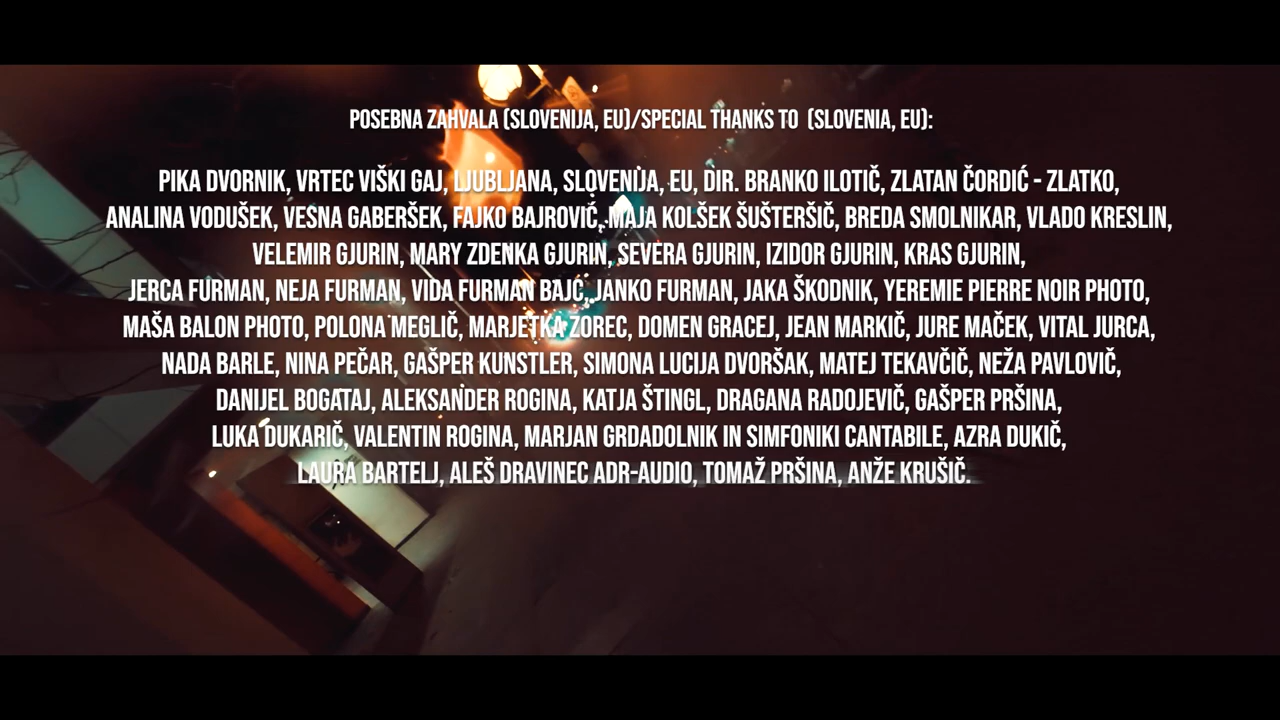 POSEBNA ZAHVALA (SLOVENIJA, EU)/SPECIAL THANKS TO (SLOVENIA, EU):
PIKA DVORNIK, VRTEC VIŠKI GAJ, LJUBLJANA, SLOVENIJA, EU, DIR. BRANKO ILOTIČ, ZLATAN ČORDIĆ - ZLATKO,
ANALINA VODUŠEK, VESNA GABERŠEK, FAJKO BAJROVIĆ, MAJA KOLŠEK ŠUŠTERŠIČ, BREDA SMOLNIKAR, VLADO KRESLIN,
VELEMIR GJURIN, MARY ZDENKA GJURIN, SEVERA GJURIN, IZIDOR GJURIN, KRAS GJURIN,
JERCA FURMAN, NEJA FURMAN, VIDA FURMAN BAJC, JANKO FURMAN, JAKA ŠKODNIK, YEREMIE PIERRE NOIR PHOTO,
MAŠA BALON PHOTO, POLONA MEGLIČ, MARJETKA ZOREC, DOMEN GRACEJ, JEAN MARKIČ, JURE MAČEK, VITAL JURCA,
NADA BARLE, NINA PEČAR, GAŠPER KUNSTLER, SIMONA LUCIJA DVORŠAK, MATEJ TEKAVČIČ, NEŽA PAVLOVIČ,
DANIJEL BOGATAJ, ALEKSANDER ROGINA, KATJA ŠTINGL, DRAGANA RADOJEVIČ, GAŠPER PRŠINA,
LUKA DUKARIČ, VALENTIN ROGINA, MARJAN GRDADOLNIK IN SIMFONIKI CANTABILE, AZRA DUKIČ,
LAURA BARTELJ, ALEŠ DRAVINEC ADR-AUDIO, TOMAŽ PRŠINA, ANŽE KRUŠIČ.